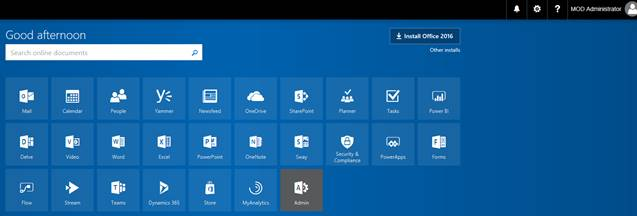 MOD Administrator
Good afternoon
Install Office 2016
Search online documents
Other installs
Mail Calendar People Yammer Newsfeed OneDrive SharePoint Planner Tasks Power BI
Delve Video Word Excel PowerPoint OneNote Sway Security & Compliance PowerApps Forms
Flow Stream Teams Dynamics 365 Store MyAnalytics Admin